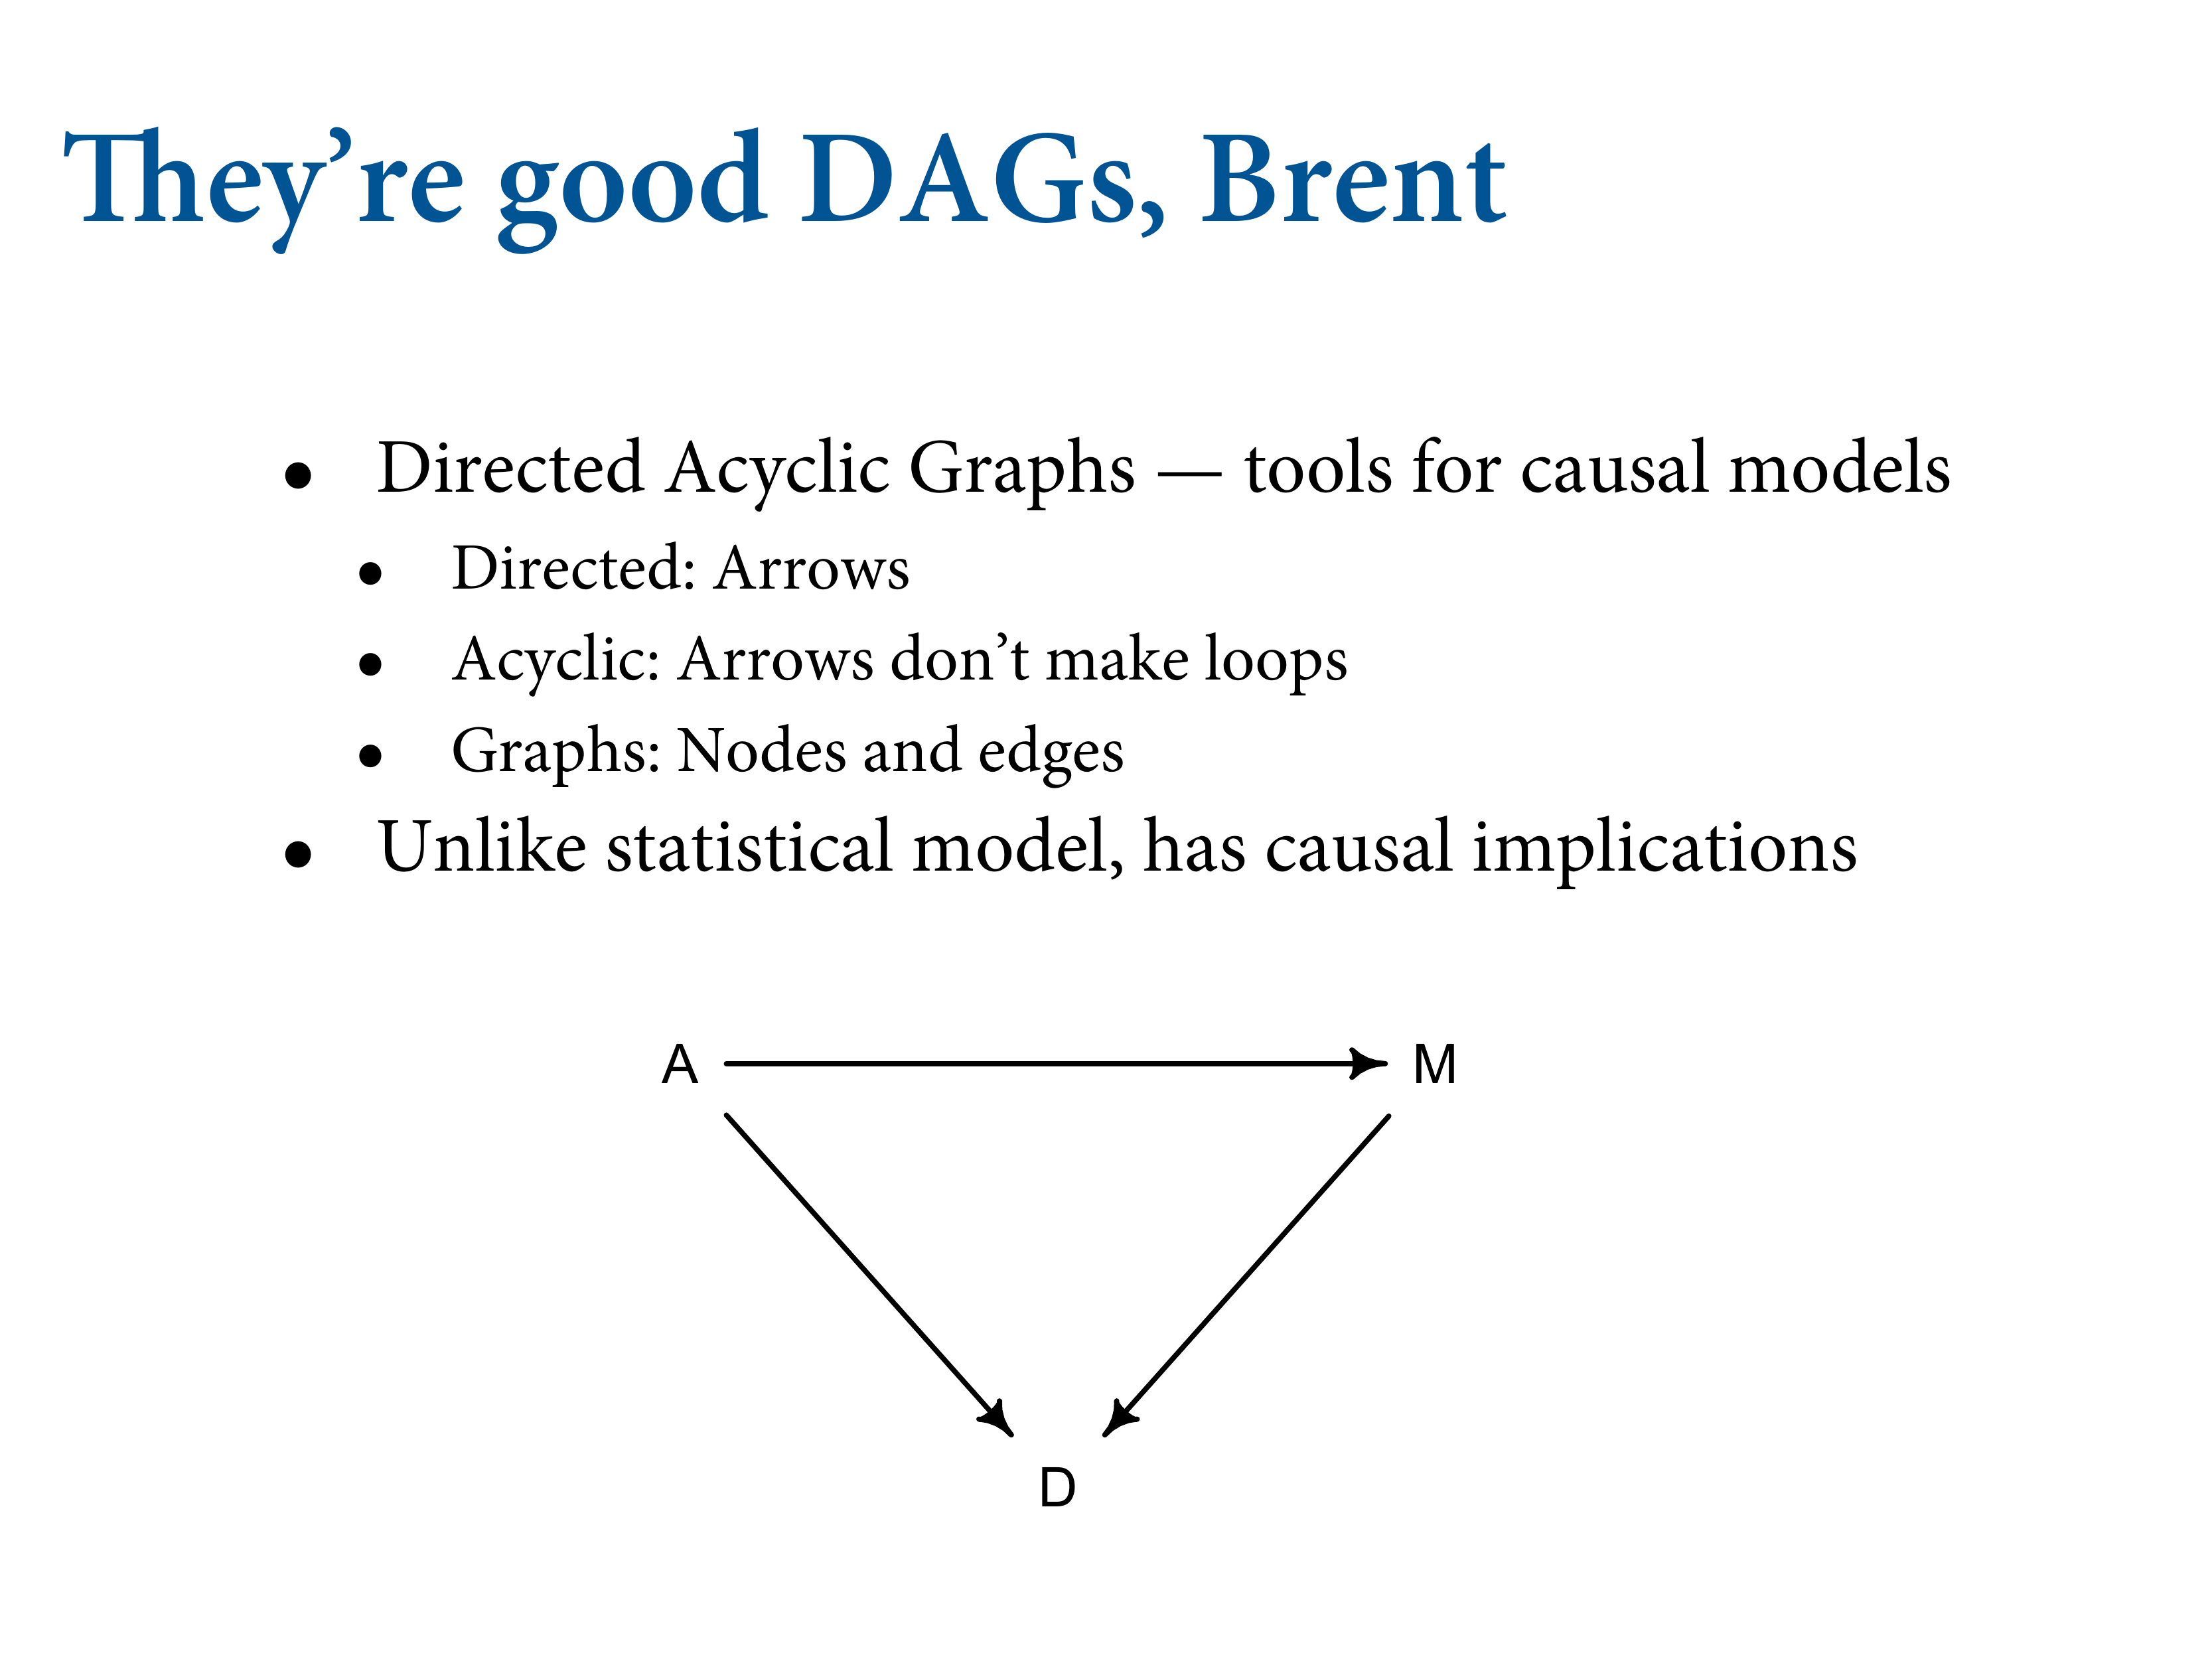 They’re good DAGs, Brent
• Directed Acyclic Graphs — tools for causal models
• Directed: Arrows
• Acyclic: Arrows don’t make loops
• Graphs: Nodes and edges
• Unlike statistical model, has causal implications
A M
D